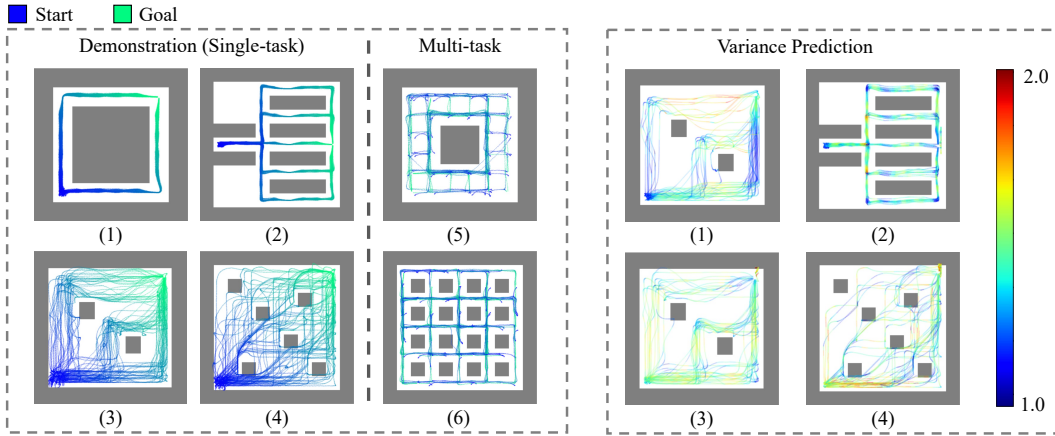 Start Goal
Demonstration (Single-task) Multi-task
(1) (2) (5)
(3) (4) (6)
Variance Prediction
2.0
(1) (2)
1.0
(3) (4)